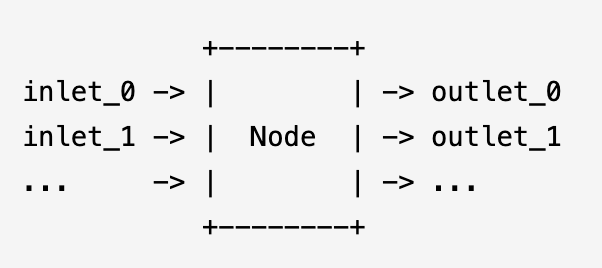 +--------+
inlet_0 -> |        | -> outlet_0
inlet_1 -> |  Node  | -> outlet_1
...     -> |        | -> ...
            +--------+